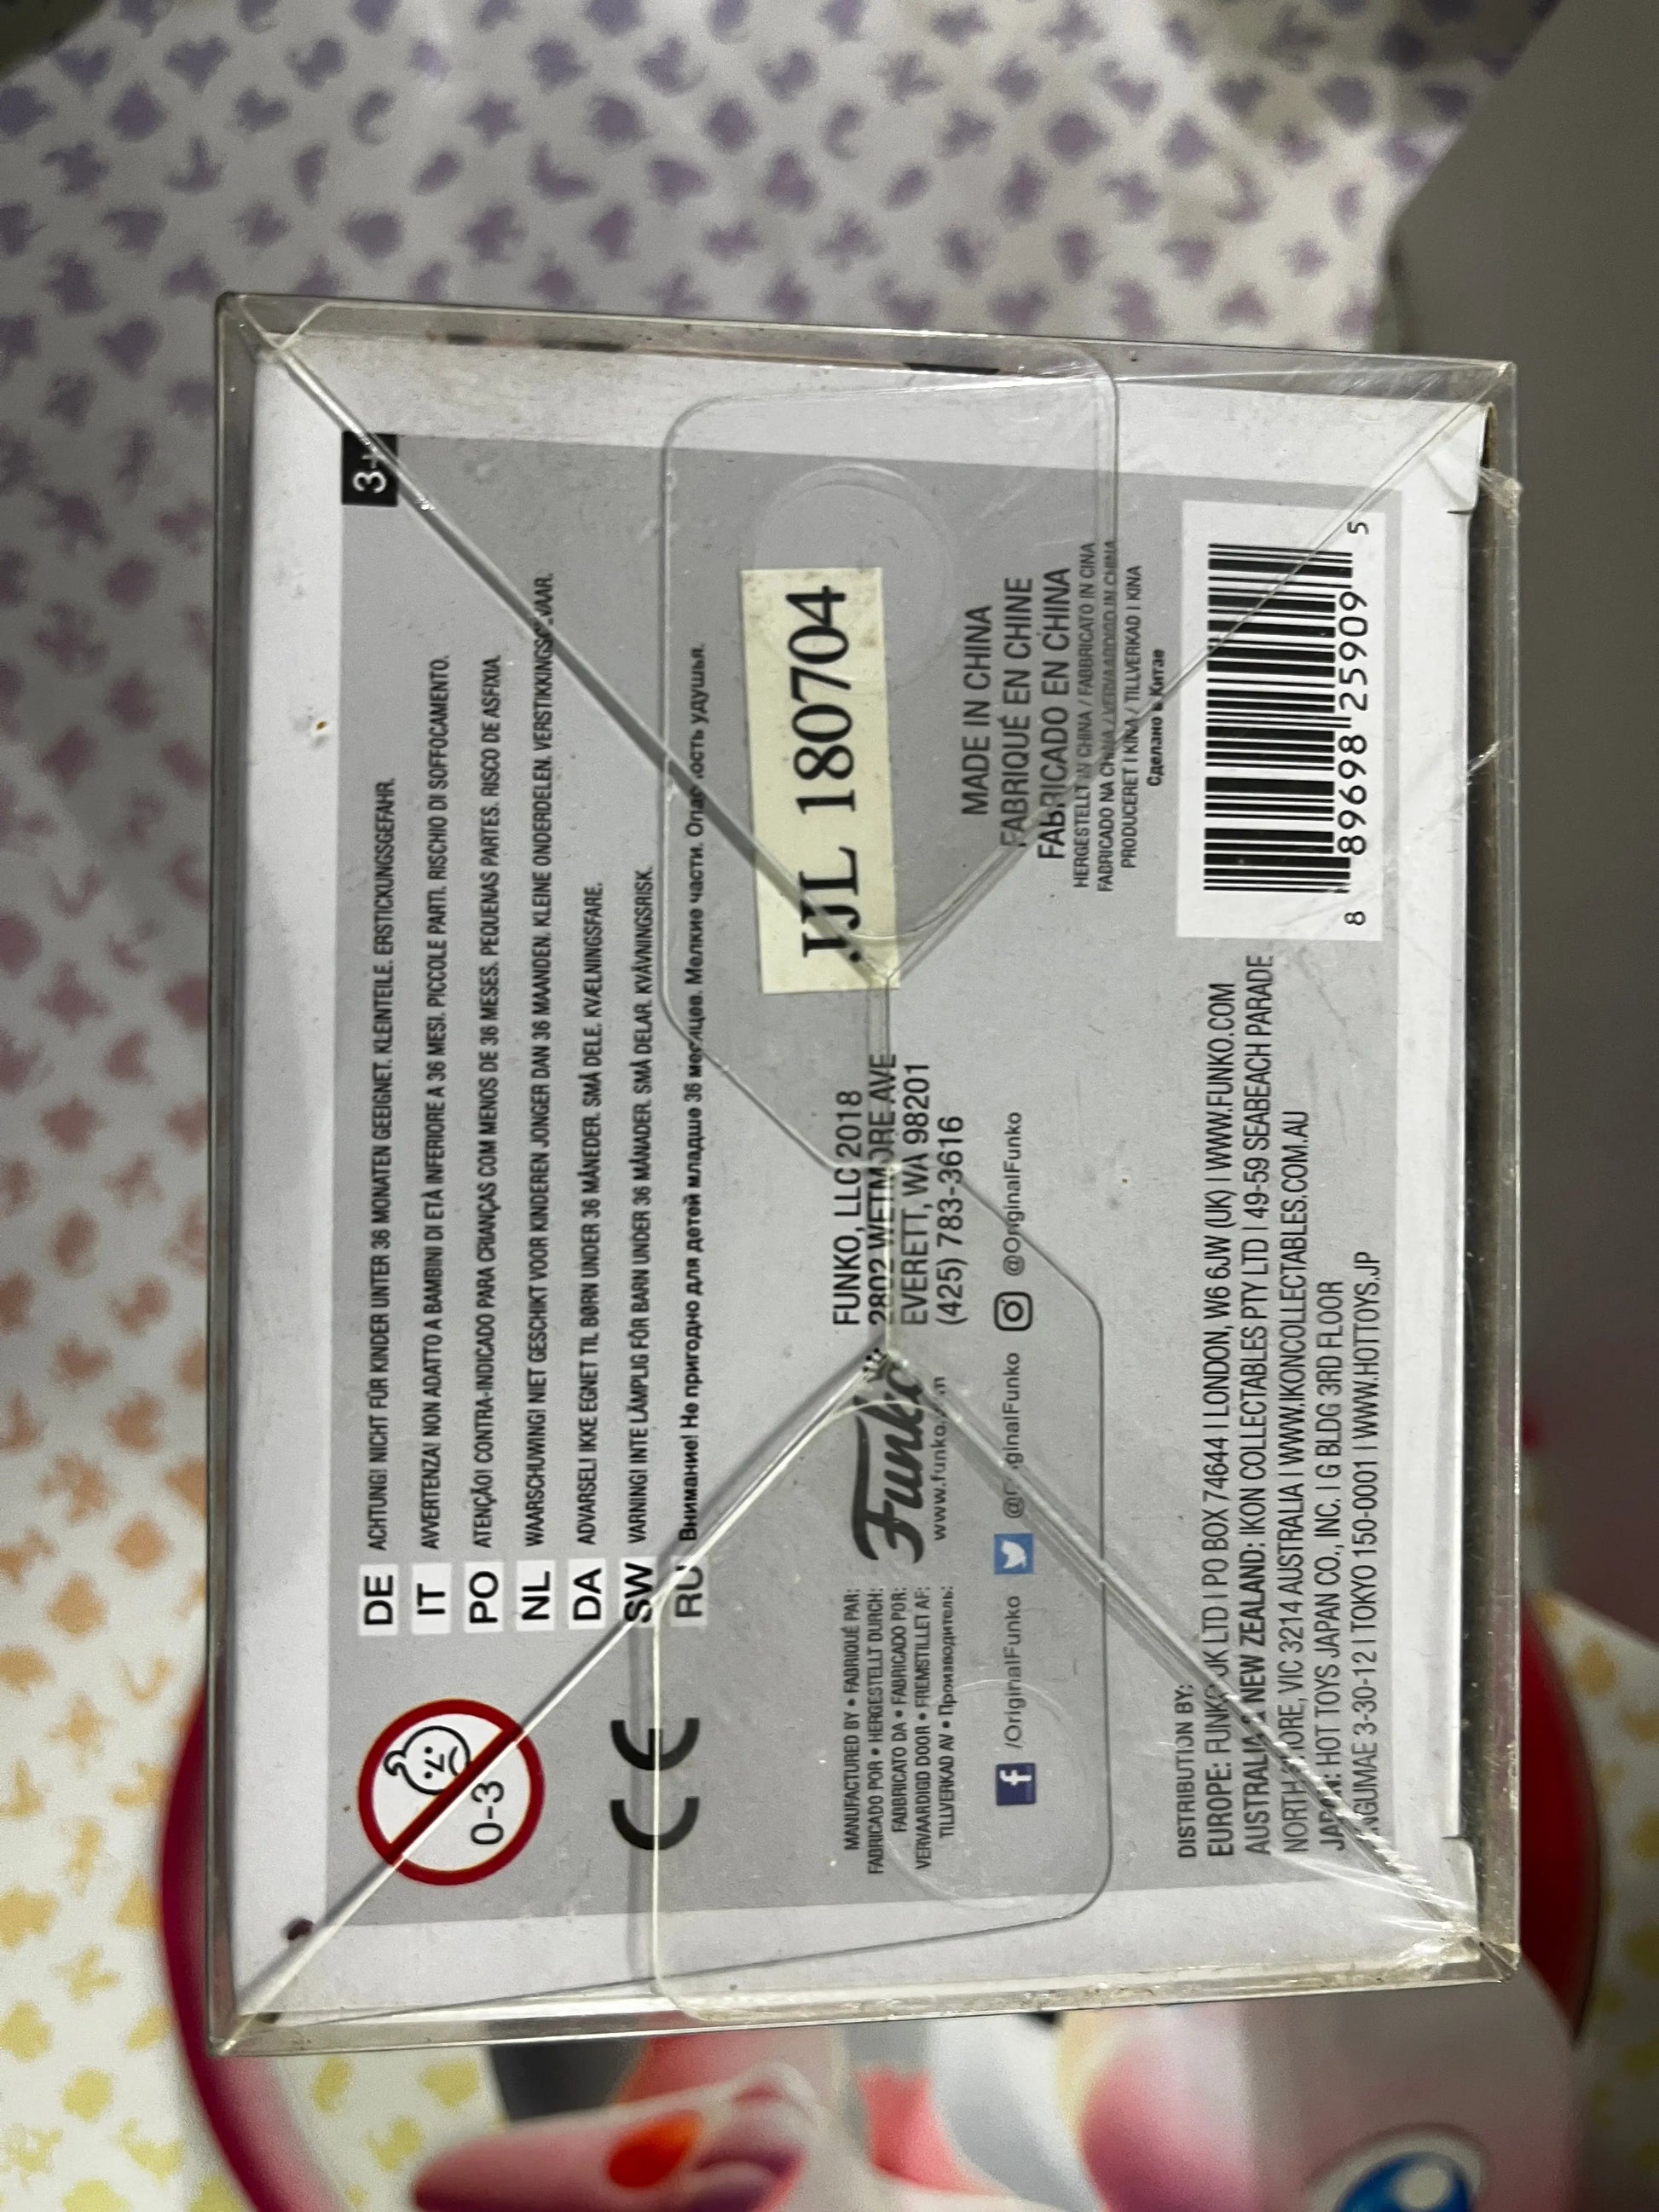 3+
0-3
DE ACHTUNG! NICHT FÜR KINDER UNTER 36 MONATEN GEEIGNET. KLEINTEILE. ERSTICKUNGSGEFAHR.
IT AVVERTENZA! NON ADATTO A BAMBINI DI ETÀ INFERIORE A 36 MESI. PICCOLE PARTI. RISCHIO DI SOFFOCAMENTO.
PO ATENÇÃO! CONTRA-INDICADO PARA CRIANÇAS COM MENOS DE 36 MESES. PEQUENAS PARTES. RISCO DE ASFIXIA.
NL WAARSCHUWING! NIET GESCHIKT VOOR KINDEREN JONGER DAN 36 MAANDEN. KLEINE ONDERDELEN.
DA ADVARSEL! IKKE EGNET TIL BØRN UNDER 36 MÅNEDER. SMÅ DELE. KVÆLNINGSFARE.
SW VARNING! INTE LÄMPLIG FÖR BARN UNDER 36 MÅNADER. SMÅ DELAR. KVÄVNINGSRISK.
RU Внимание! Не пригодно для детей младше 36 месяцев. Мелкие части. удушья.
CE
JJL 180704
MANUFACTURED BY • FABRIQUÉ PAR:
FABRICADO POR • HERGESTELLT DURCH:
FABBRICATO DA • FABRICADO POR:
VERVAARDIGD DOOR • FREMSTILLET AF:
TILLVERKAD AV • Производитель:
Funko
FUNKO, LLC 2018
2802 WETMORE AVE
EVERETT, WA 98201
(425) 783-3616
/OriginalFunko @OriginalFunko @OriginalFunko
MADE IN CHINA
FABRIQUÉ EN CHINE
FABRICADO EN CHINA
HERGESTELLT IN CHINA / FABBRICATO IN CINA
FABRICADO NA CHINA / VERVAARDIGD IN CHINA
PRODUCERET I KINA / TILLVERKAD I KINA
Сделано в Китае
DISTRIBUTION BY:
EUROPE: FUNKO UK LTD I PO BOX 74644 I LONDON, W6 6JW (UK) I WWW.FUNKO.COM
AUSTRALIA & NEW ZEALAND: IKON COLLECTABLES PTY LTD I 49-59 SEABEACH PARADE
NORTH SHORE, VIC 3214 AUSTRALIA I WWW.IKONCOLLECTABLES.COM.AU
JAPAN: HOT TOYS JAPAN CO., INC. I G BLDG 3RD FLOOR
JINGUMAE 3-30-12 I TOKYO 150-0001 I WWW.HOTTOYS.JP
8 89698 25909 5